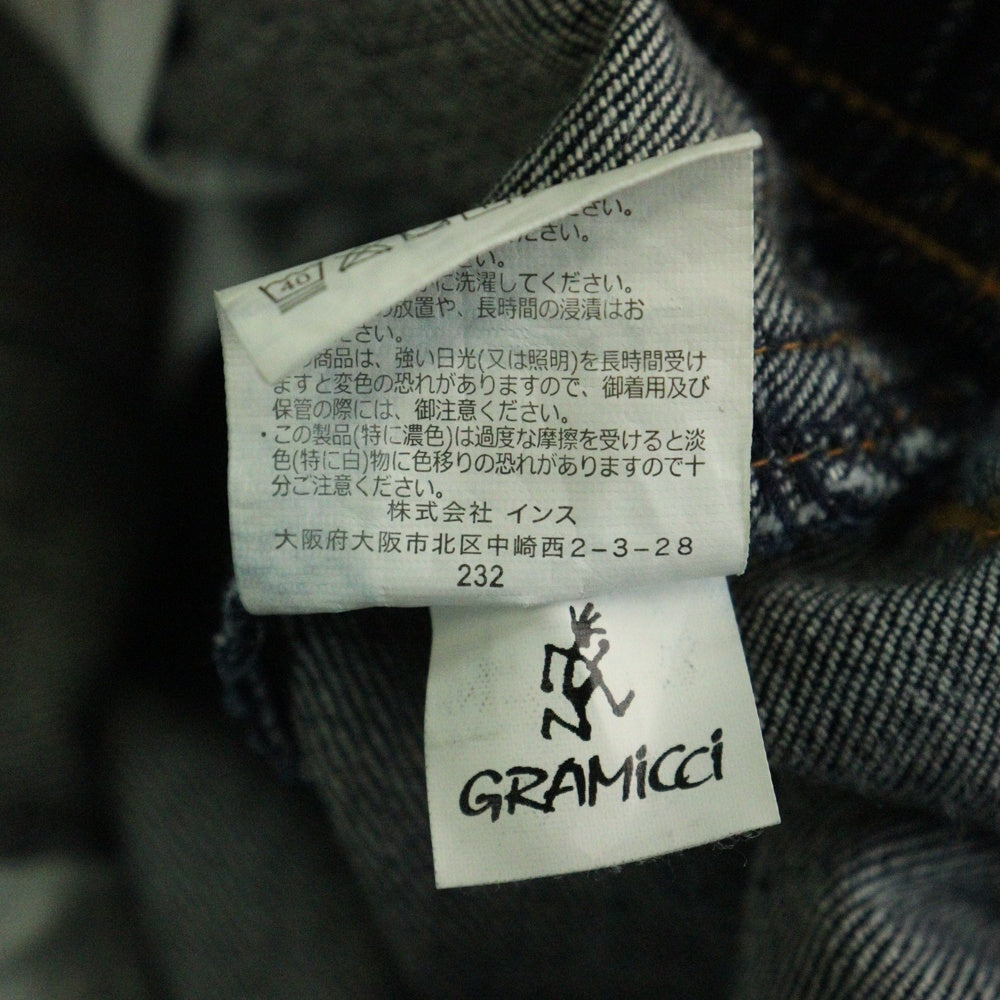 40
さい。
ださい。
い。
に洗濯してください。
放置や、長時間の浸漬はお
ださい。
商品は、強い日光(又は照明)を長時間受け
ますと変色の恐れがありますので、御着用及び
保管の際には、御注意ください。
・この製品(特に濃色)は過度な摩擦を受けると淡
色(特に白)物に色移りの恐れがありますので十
分ご注意ください。
株式会社 インス
大阪府大阪市北区中崎西2-3-28
232
GRAMiCCi